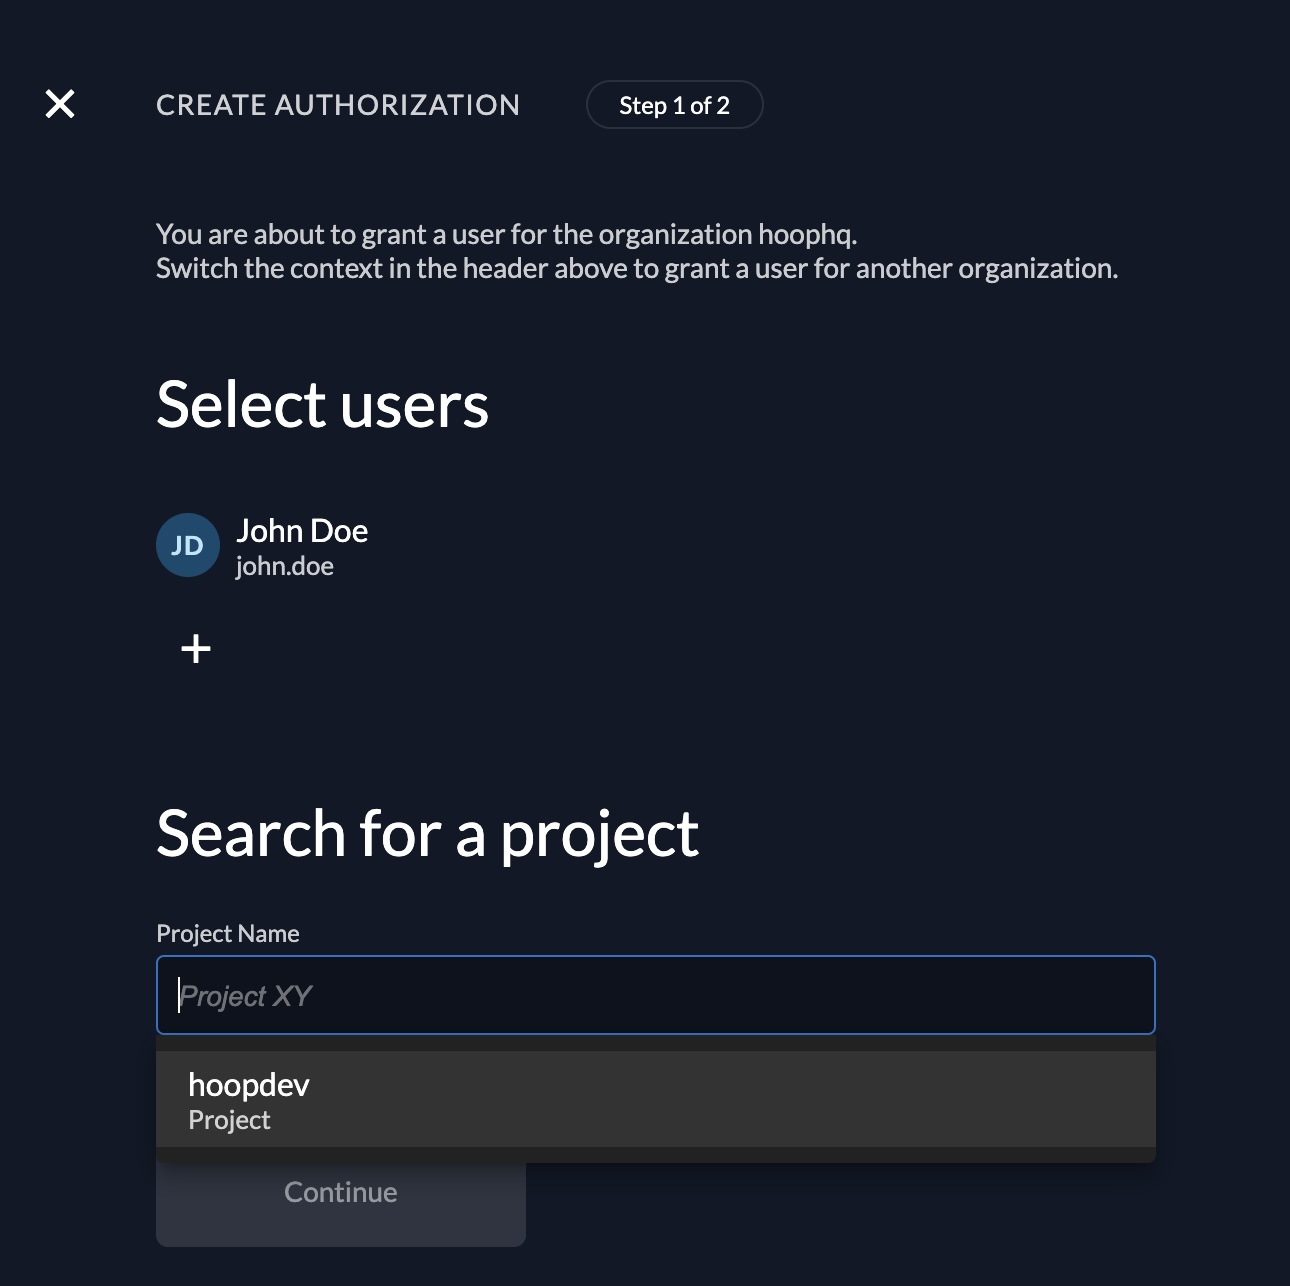 CREATE AUTHORIZATION
Step 1 of 2
You are about to grant a user for the organization hoophq.
Switch the context in the header above to grant a user for another organization.
Select users
JD
John Doe
john.doe
Search for a project
Project Name
Project XY
hoopdev
Project
Continue